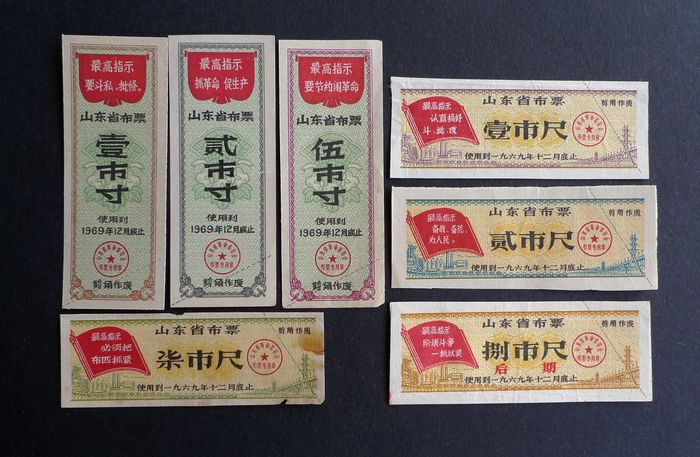 最高指示
要斗私,批修。
山东省布票
壹市寸
使用到
1969年12月底止
剪角作废
最高指示
抓革命 促生产
山东省布票
贰市寸
使用到
1969年12月底止
剪角作废
最高指示
要节约闹革命
山东省布票
伍市寸
使用到
1969年12月底止
剪角作废
山东省布票
剪角作废
最高指示
认真搞好
斗、批、改
壹市尺
使用到一九六九年十二月底止
山东省布票
剪角作废
最高指示
备战、备荒、
为人民。
贰市尺
使用到一九六九年十二月底止
山东省布票
剪角作废
最高指示
必须把
布匹抓紧
柒市尺
使用到一九六九年十二月底止
山东省布票
剪角作废
最高指示
阶级斗争
一抓就灵
捌市尺
后期
使用到一九六九年十二月底止